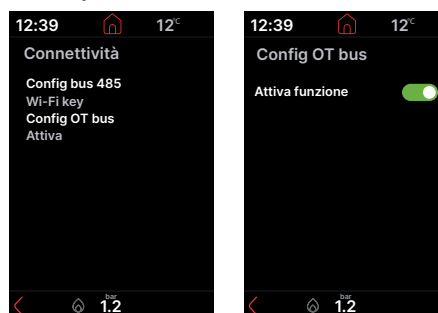 12:39
12°C
Connettività
Config bus 485
Wi-Fi key
Config OT bus
Attiva
bar
1.2
12:39
12°C
Config OT bus
Attiva funzione
bar
1.2